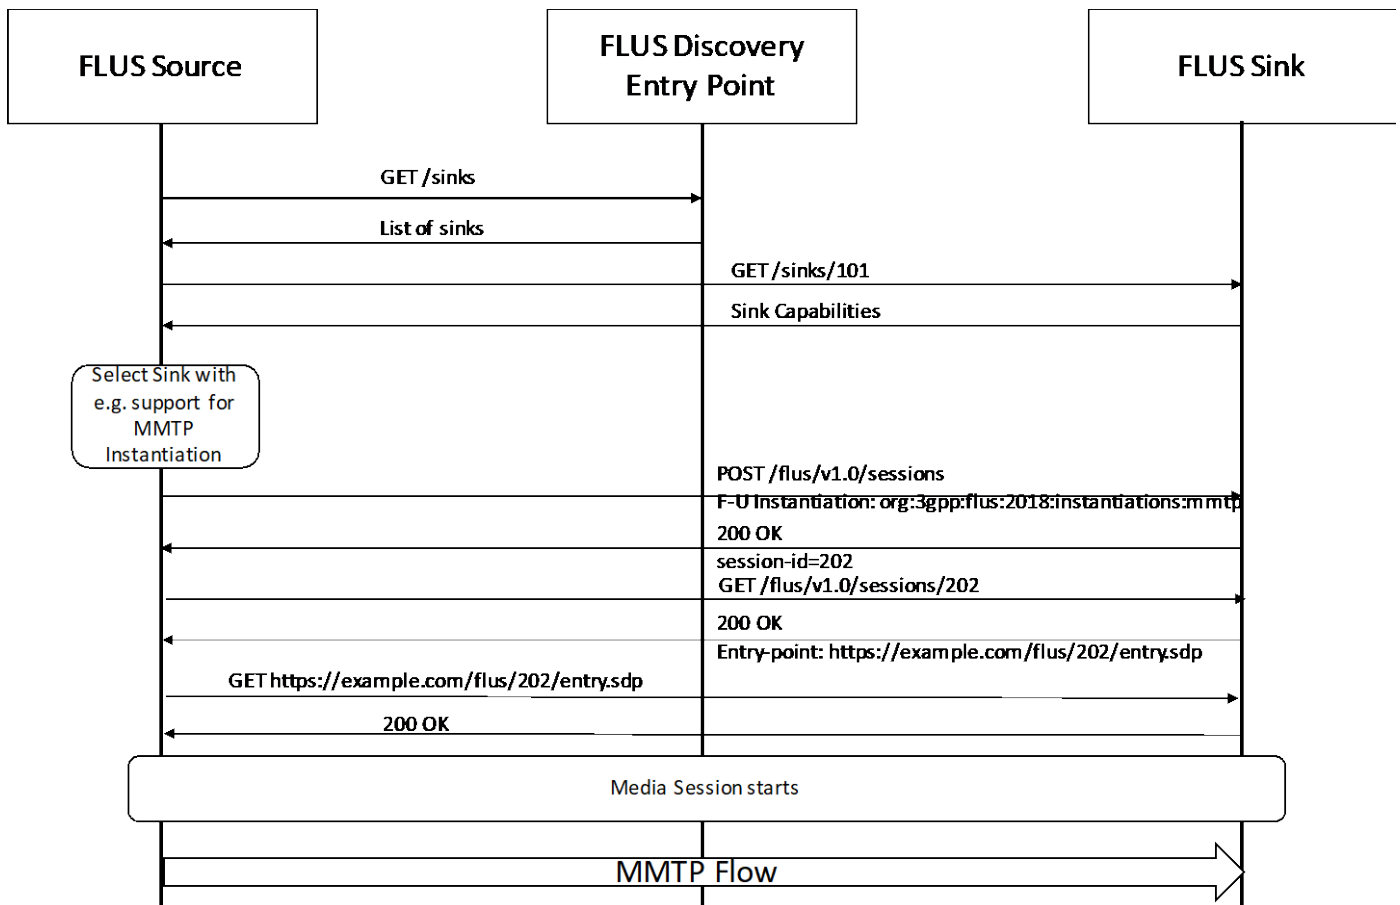 FLUS Source
FLUS Discovery
Entry Point
FLUS Sink
GET /sinks
List of sinks
GET /sinks/101
Sink Capabilities
Select Sink with
e.g. support for
MMTP
Instantiation
POST /flus/v1.0/sessions
F-U Instantiation: org:3gpp:flus:2018:instantiations:mmtp
200 OK
session-id=202
GET /flus/v1.0/sessions/202
200 OK
Entry-point: https://example.com/flus/202/entry.sdp
GET https://example.com/flus/202/entry.sdp
200 OK
Media Session starts
MMTP Flow